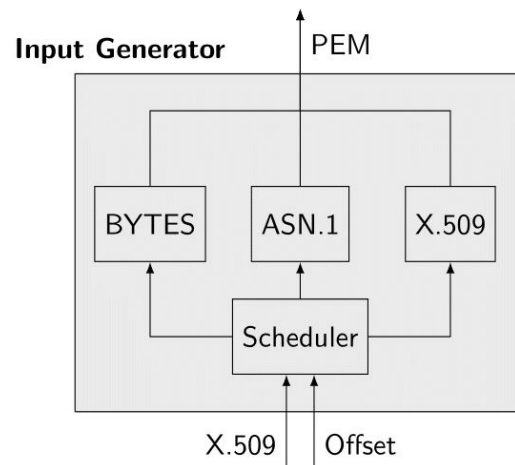 PEM
Input Generator
BYTES
ASN.1
X.509
Scheduler
X.509
Offset